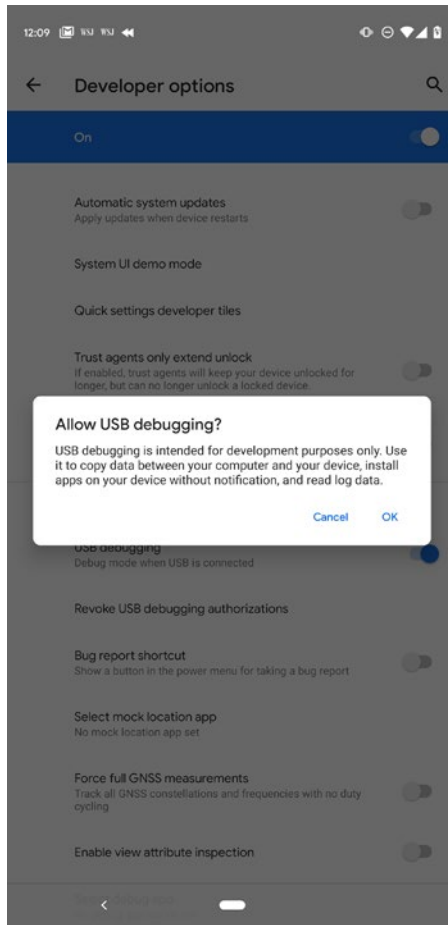 12:09 WSJ WSJ
Developer options
On
Automatic system updates
Apply updates when device restarts
System UI demo mode
Quick settings developer tiles
Trust agents only extend unlock
If enabled, trust agents will keep your device unlocked for
longer, but can no longer unlock a locked device.
Allow USB debugging?
USB debugging is intended for development purposes only. Use
it to copy data between your computer and your device, install
apps on your device without notification, and read log data.
Cancel OK
USB debugging
Debug mode when USB is connected
Revoke USB debugging authorizations
Bug report shortcut
Show a button in the power menu for taking a bug report
Select mock location app
No mock location app set
Force full GNSS measurements
Track all GNSS constellations and frequencies with no duty
cycling
Enable view attribute inspection